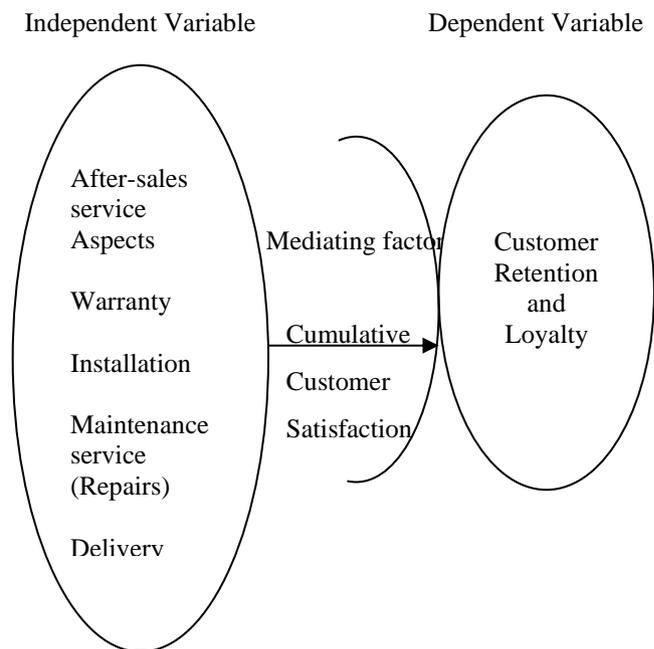 Independent Variable
Dependent Variable
After-sales
service
Aspects
Warranty
Installation
Maintenance
service
(Repairs)
Delivery
Mediating factor
Cumulative
Customer
Satisfaction
Customer
Retention
and
Loyalty